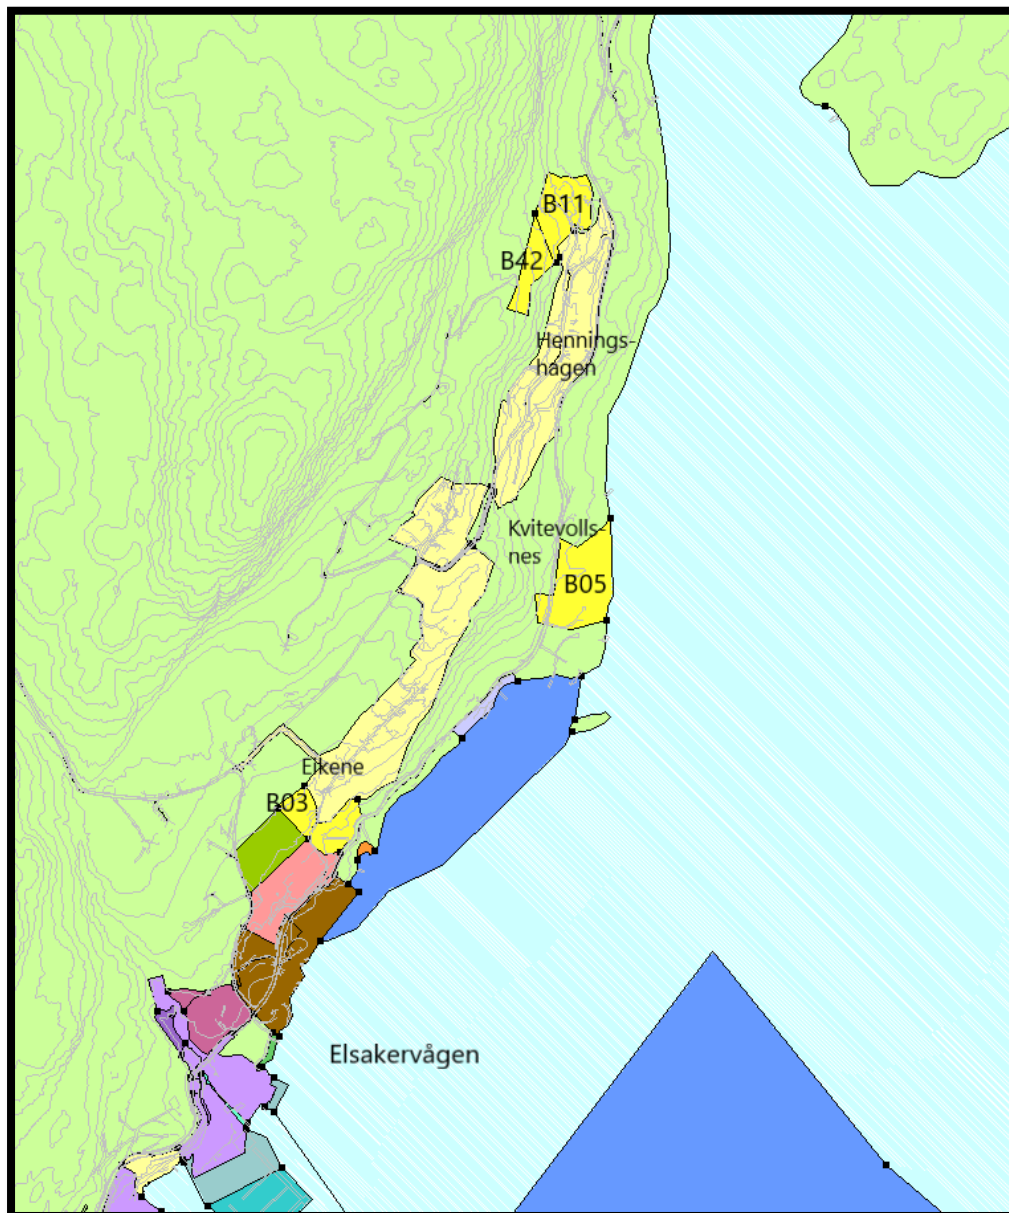 B11
B42
Hennings-
hagen
Kvitevolls-
nes
B05
Eikene
B03
Elsakervågen